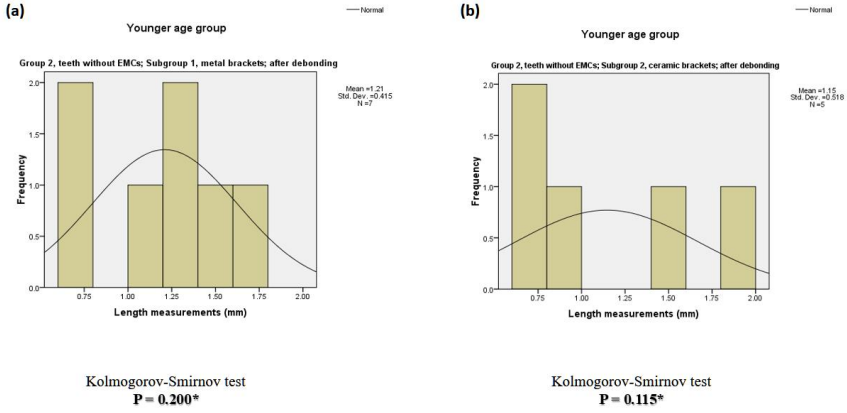 (a)
Normal
Younger age group
Group 2, teeth without EMCs; Subgroup 1, metal brackets; after debonding
Mean =1.21
Std. Dev. =0.415
N =7
Frequency
2.0
1.5
1.0
0.5
0.0
0.75 1.00 1.25 1.50 1.75 2.00
Length measurements (mm)
Kolmogorov-Smirnov test
P = 0.200*
(b)
Normal
Younger age group
Group 2, teeth without EMCs; Subgroup 2, ceramic brackets; after debonding
Mean =1.15
Std. Dev. =0.518
N =5
Frequency
2.0
1.5
1.0
0.5
0.0
0.75 1.00 1.25 1.50 1.75 2.00
Length measurements (mm)
Kolmogorov-Smirnov test
P = 0.115*